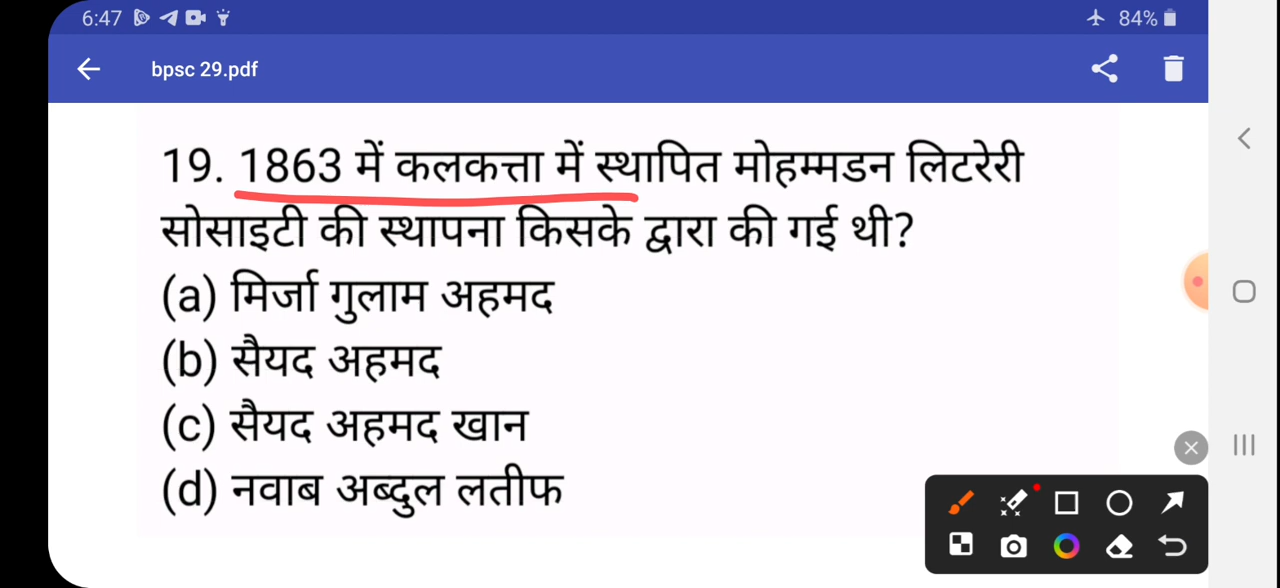 6:47
84%
bpsc 29.pdf
19. 1863 में कलकत्ता में स्थापित मोहम्मडन लिटरेरी
सोसाइटी की स्थापना किसके द्वारा की गई थी?
(a) मिर्जा गुलाम अहमद
(b) सैयद अहमद
(c) सैयद अहमद खान
(d) नवाब अब्दुल लतीफ